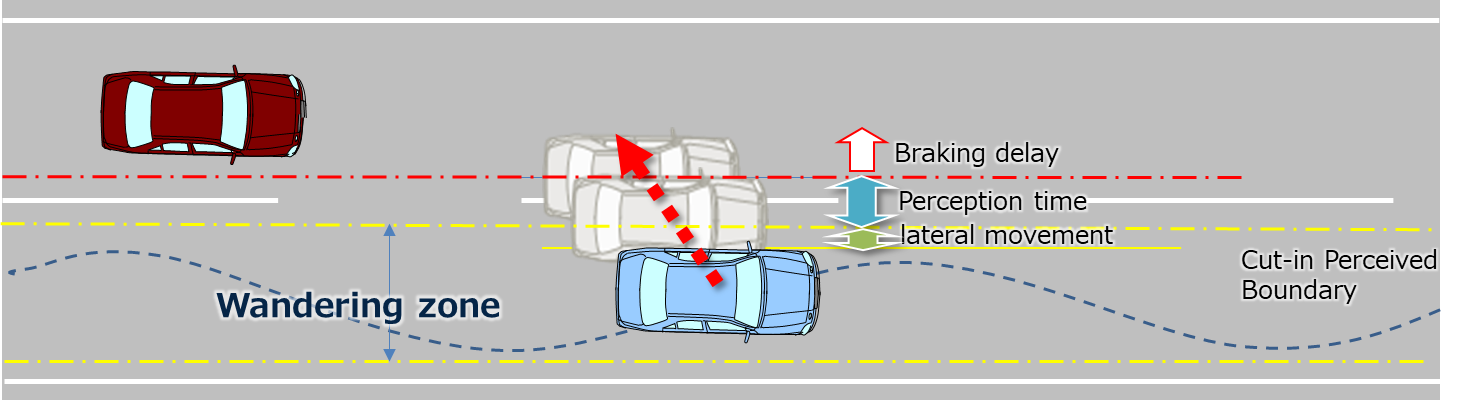 Braking delay
Perception time
lateral movement
Cut-in Perceived
Boundary
Wandering zone